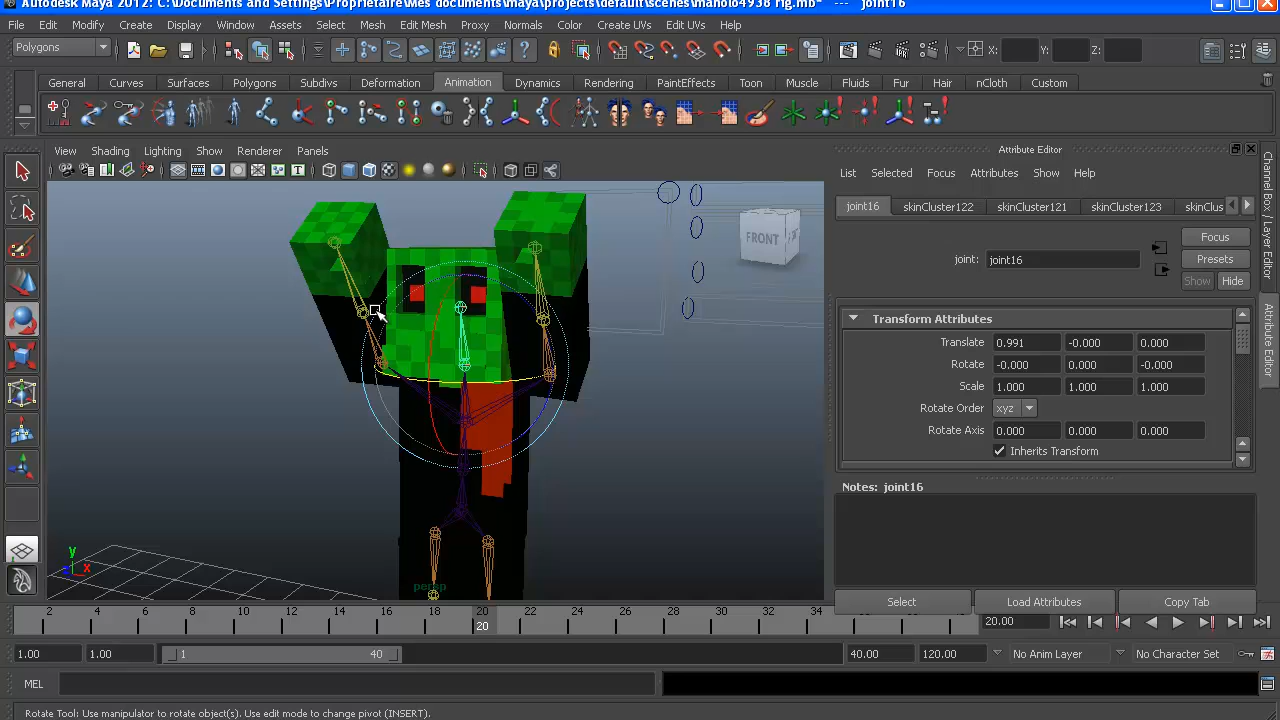 Autodesk Maya 2012: C:\Documents and Settings\Proprietaire\Mes documents\maya\projects\default\scenes\manolo4938 rig.mb* --- joint16
File Edit Modify Create Display Window Assets Select Mesh Edit Mesh Proxy Normals Color Create UVs Edit UVs Help
Polygons X: Y: Z:
General Curves Surfaces Polygons Subdivs Deformation Animation Dynamics Rendering PaintEffects Toon Muscle Fluids Fur Hair nCloth Custom
View Shading Lighting Show Renderer Panels
Attribute Editor
List Selected Focus Attributes Show Help
joint16 skinCluster122 skinCluster121 skinCluster123 skinClus
joint: joint16
Focus
Presets
Show Hide
Transform Attributes
Translate 0.991 -0.000 0.000
Rotate -0.000 0.000 -0.000
Scale 1.000 1.000 1.000
Rotate Order xyz
Rotate Axis 0.000 0.000 0.000
Inherits Transform
Notes: joint16
Select Load Attributes Copy Tab
Channel Box / Layer Editor
Attribute Editor
FRONT
y
z x
persp
2 4 6 8 10 12 14 16 18 20 22 24 26 28 30 32 34
20
20.00
1.00 1.00 1 40 40.00 120.00 No Anim Layer No Character Set
MEL
Rotate Tool: Use manipulator to rotate object(s). Use edit mode to change pivot (INSERT).